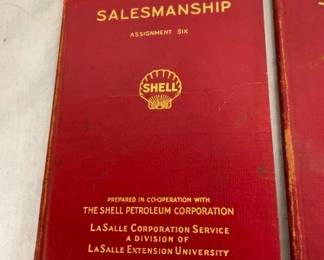 SALESMANSHIP
ASSIGNMENT SIX
SHELL
PREPARED IN CO-OPERATION WITH
THE SHELL PETROLEUM CORPORATION
LASALLE CORPORATION SERVICE
A DIVISION OF
LASALLE EXTENSION UNIVERSITY